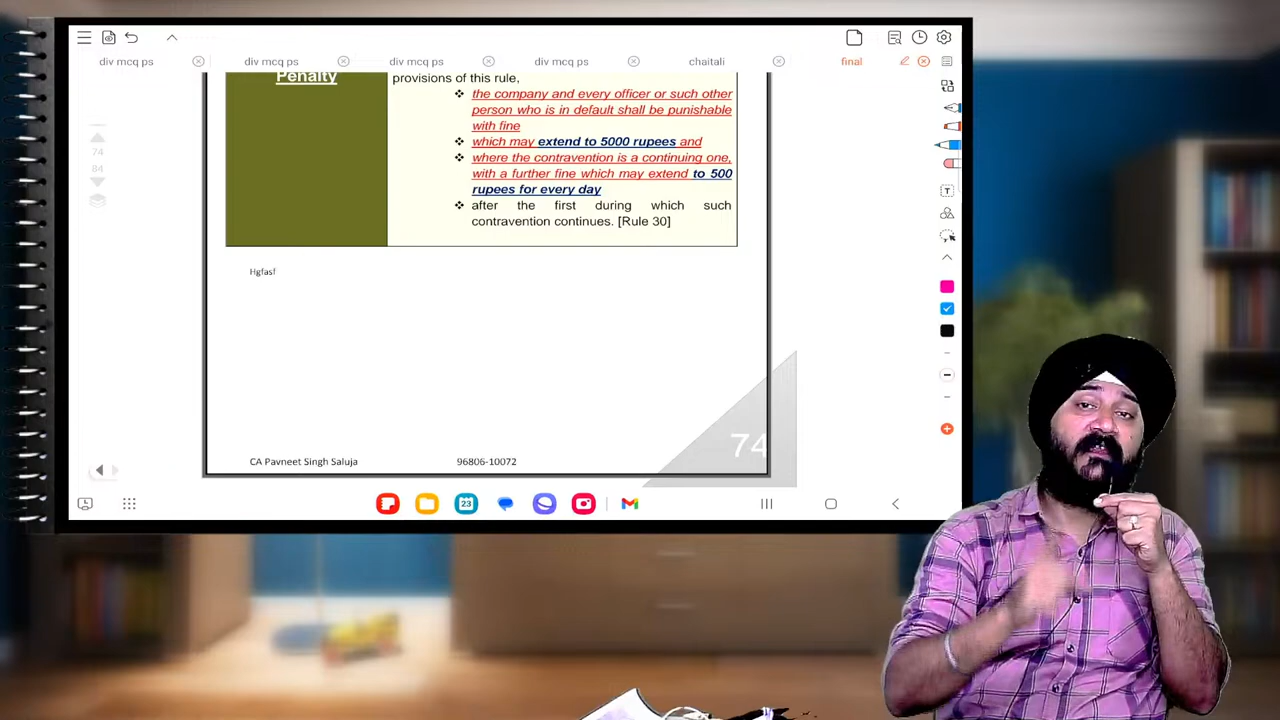 div mcq ps
div mcq ps
div mcq ps
div mcq ps
chaitali
final
Penalty
provisions of this rule,
❖ the company and every officer or such other
person who is in default shall be punishable
with fine
❖ which may extend to 5000 rupees and
❖ where the contravention is a continuing one,
with a further fine which may extend to 500
rupees for every day
❖ after the first during which such
contravention continues. [Rule 30]
74
84
Hgfasf
74
CA Pavneet Singh Saluja
96806-10072
23
T